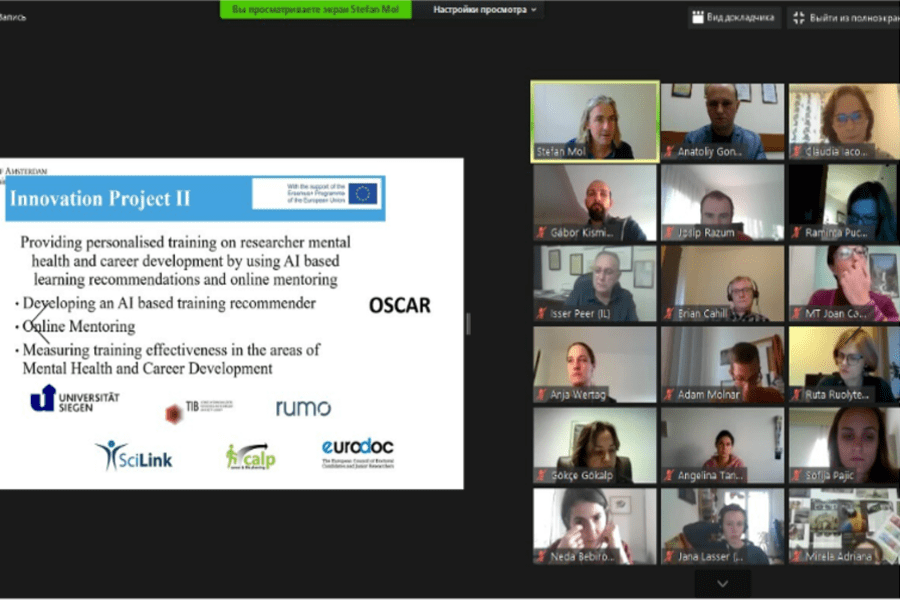 Запись
Вы просматриваете экран Stefan Mol
Настройки просмотра
Вид докладчика
Выйти из полноэкран
F AMSTERDAM
Innovation Project II
With the support of the
Erasmus+ Programme
of the European Union
Providing personalised training on researcher mental
health and career development by using AI based
learning recommendations and online mentoring
• Developing an AI based training recommender
• Online Mentoring
• Measuring training effectiveness in the areas of
Mental Health and Career Development
OSCAR
UNIVERSITÄT
SIEGEN
TIB
rumo
SciLink
calp
eurodoc
The European Council of Doctoral
Candidates and Junior Researchers
Stefan Mol
Anatoliy Gon...
Claudia Iaco...
Gábor Kismi...
Josip Razum
Raminta Puc...
Isser Peer (IL)
Brian Cahill
MT Joan Ca...
Anja Wertag
Adam Molnar
Ruta Ruolyte...
Gökçe Gökalp
Angelina Tan...
Sofija Pajic
Neda Bebiro...
Jana Lasser (...
Mirela Adriana